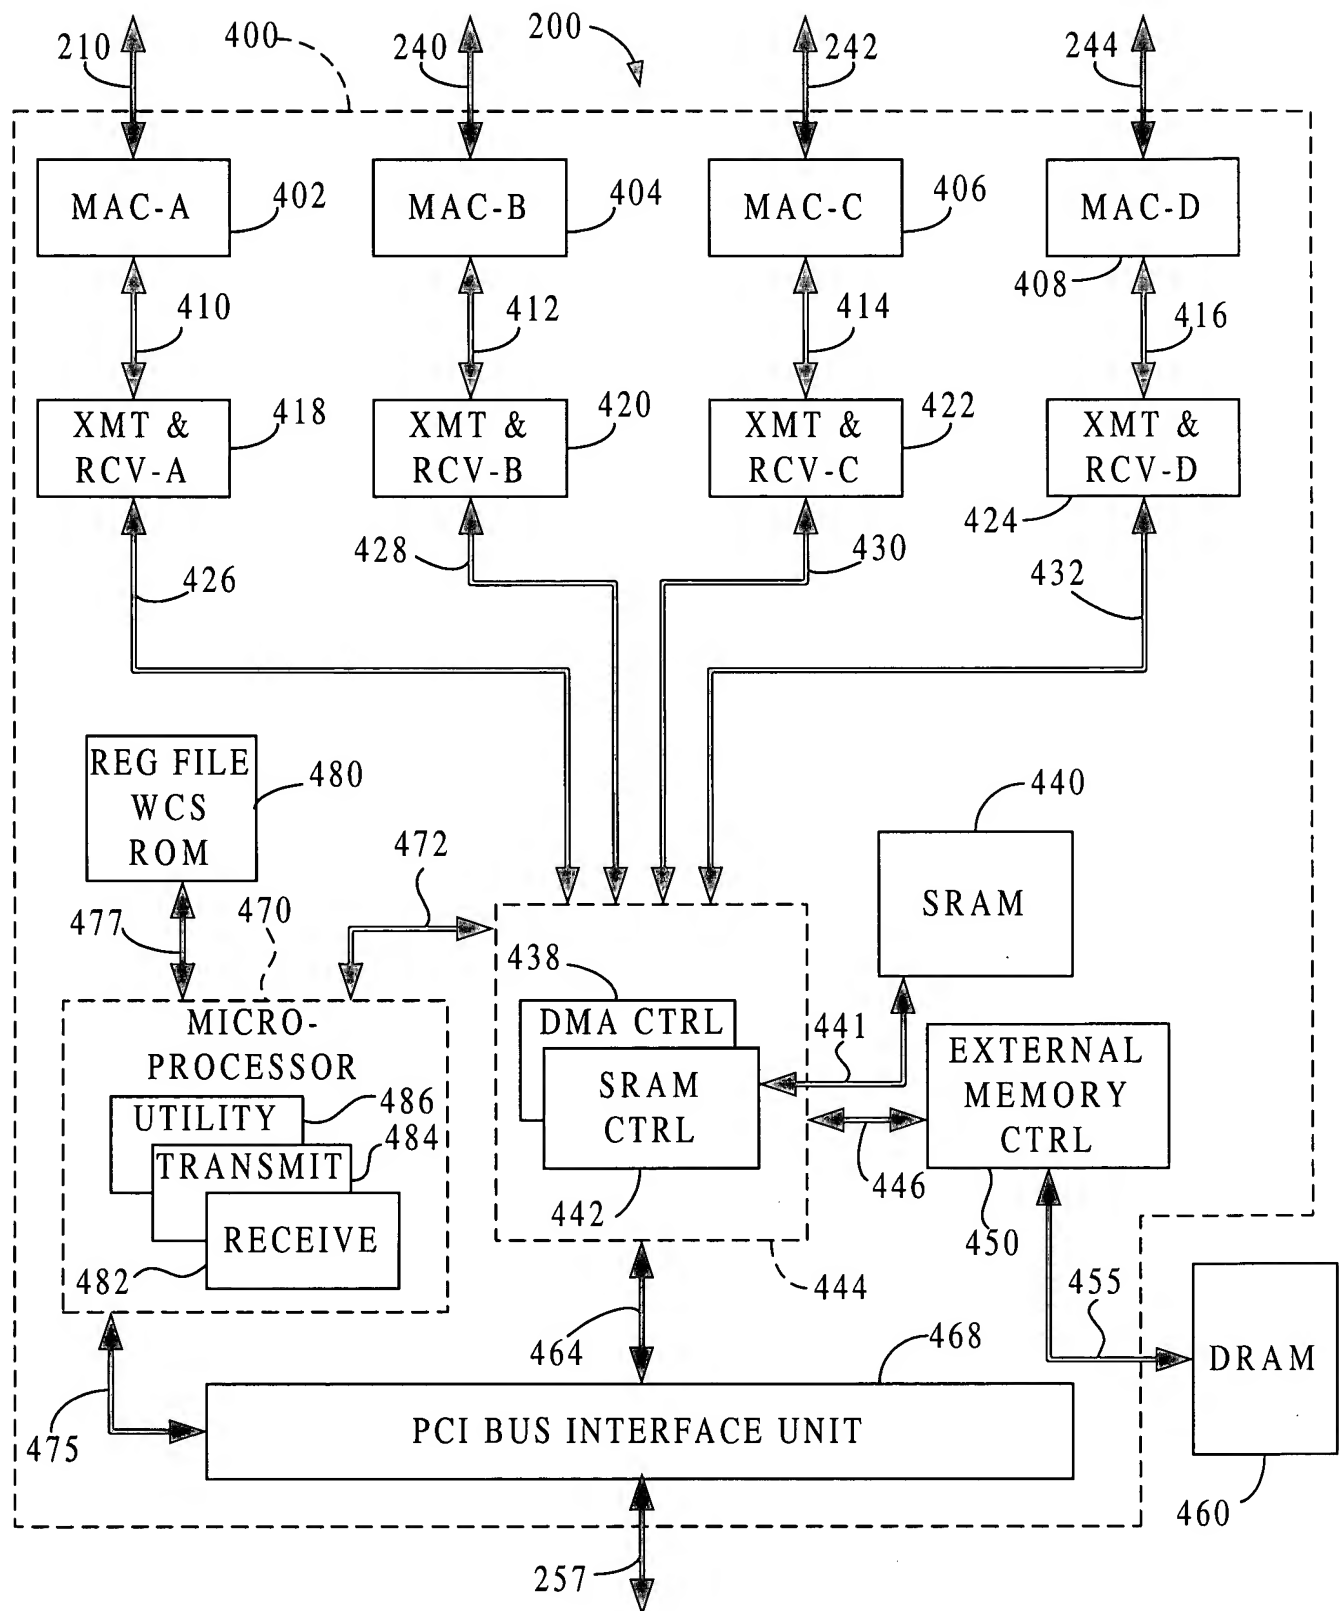 210
400
240
200
242
244
MAC-A
402
MAC-B
404
MAC-C
406
MAC-D
408
410
412
414
416
XMT &
RCV-A
418
XMT &
RCV-B
420
XMT &
RCV-C
422
XMT &
RCV-D
424
426
428
430
432
REG FILE
WCS
ROM
480
472
440
SRAM
477
470
438
DMA CTRL
441
SRAM
CTRL
442
EXTERNAL
MEMORY
CTRL
446
450
MICRO-
PROCESSOR
UTILITY
486
TRANSMIT
484
RECEIVE
482
444
455
464
468
DRAM
460
475
PCI BUS INTERFACE UNIT
257